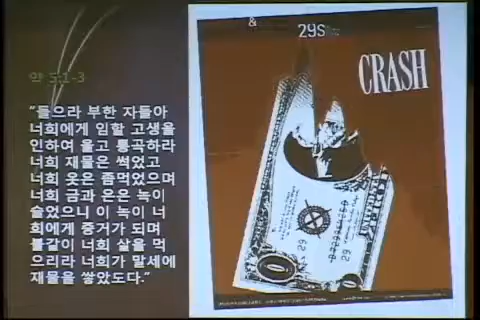 약 5:1-3
"들으라 부한 자들아
너희에게 임할 고생을
인하여 울고 통곡하라
너희 재물은 썩었고
너희 옷은 좀먹었으며
너희 금과 은은 녹이
슬었으니 이 녹이 너
희에게 증거가 되며
불같이 너희 살을 먹
으리라 너희가 말세에
재물을 쌓았도다."
&
29S
CRASH
29
29
0
0